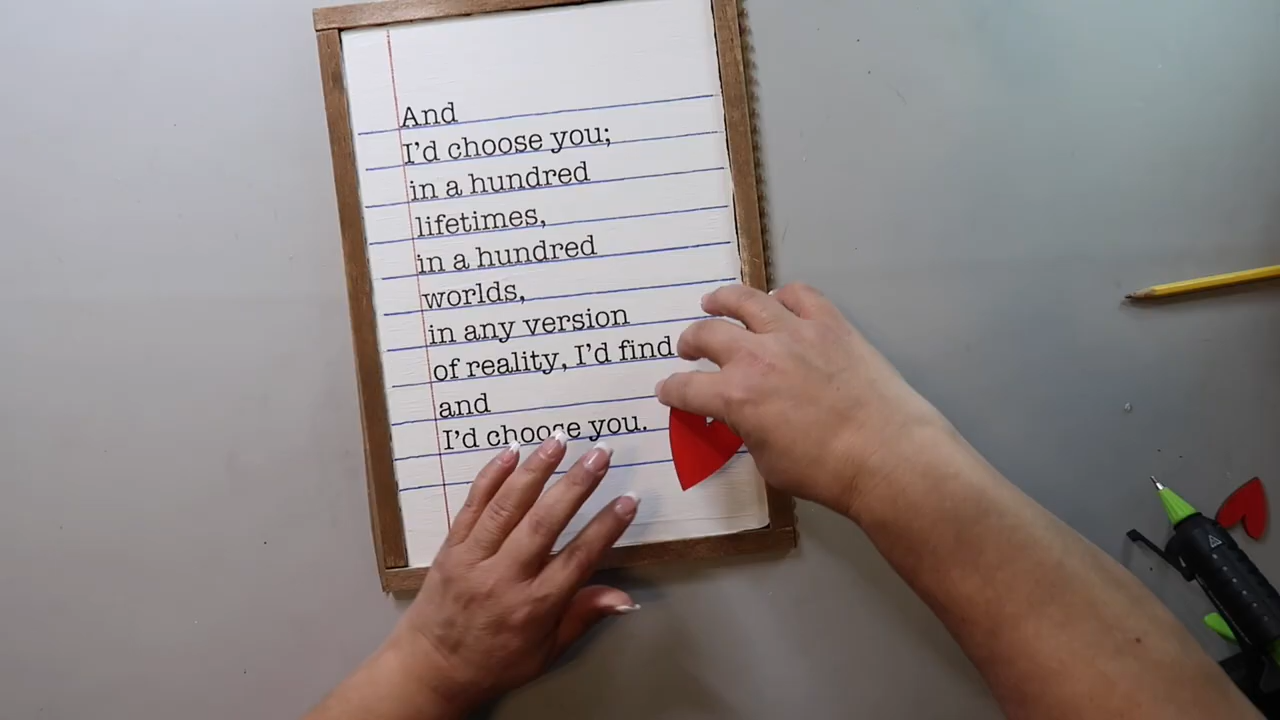 And
I'd choose you;
in a hundred
lifetimes,
in a hundred
worlds,
in any version
of reality, I'd find
and
I'd choose you.